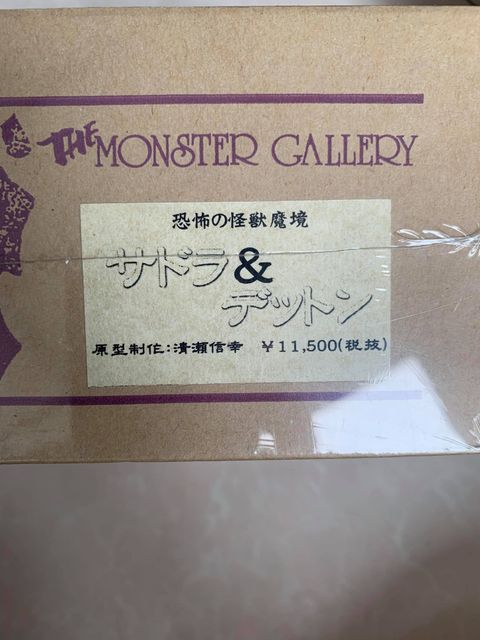 THE MONSTER GALLERY
恐怖の怪獣魔境
サドラ&
デットン
原型制作:清瀬信幸 ¥11,500(税抜)